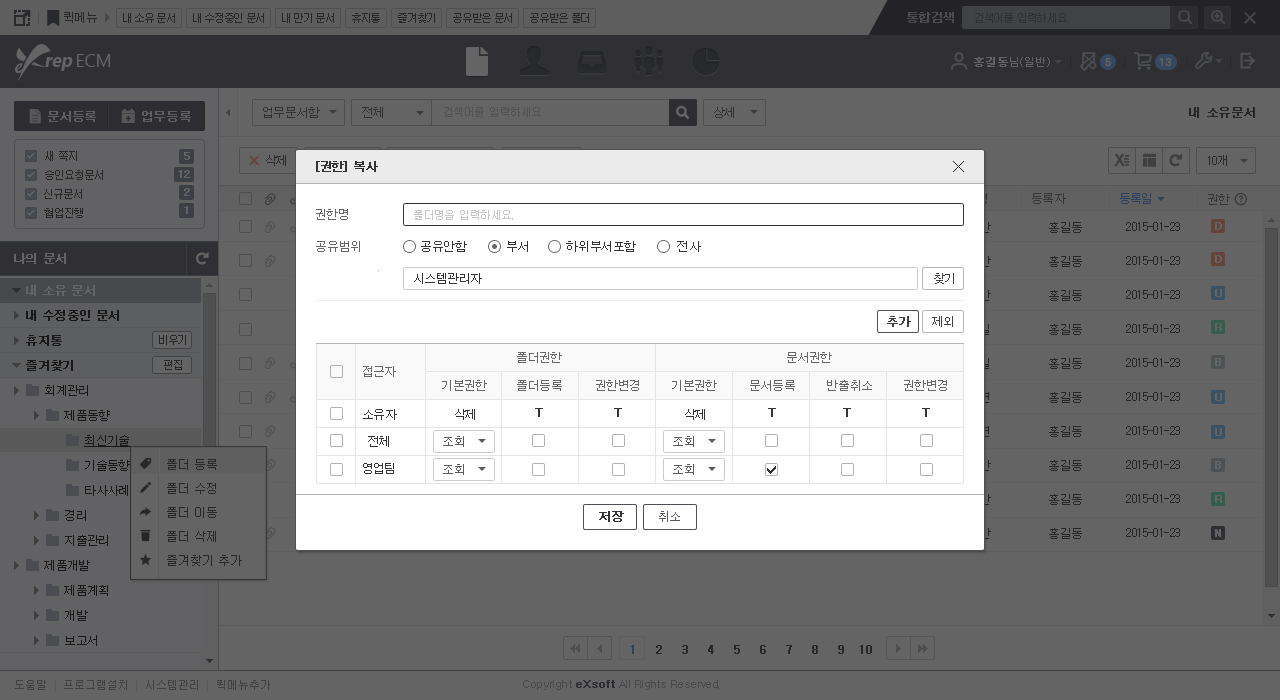 퀵메뉴 내 소유 문서 내 수정중인 문서 내 만기 문서 휴지통 즐겨찾기 공유받은 문서 공유받은 폴더 통합검색 검색어를 입력하세요
eXrep ECM 홍길동님(일반) 5 13
문서등록 업무등록 업무문서함 전체 검색어를 입력하세요 상세 내 소유문서
새 쪽지 5
승인요청문서 12
신규문서 2
협업진행 1
삭제 10개
나의 문서
등록자 등록일 권한
내 소유 문서
내 수정중인 문서
휴지통 비우기
즐겨찾기 편집
회계관리
제품동향
최신기술
기술동향
타사사례
경리
지출관리
제품개발
제품계획
개발
보고서
폴더 등록
폴더 수정
폴더 이동
폴더 삭제
즐겨찾기 추가
[권한] 복사
권한명 폴더명을 입력하세요.
공유범위 공유안함 부서 하위부서포함 전사
시스템관리자 찾기
추가 제외
접근자 폴더권한 문서권한
기본권한 폴더등록 권한변경 기본권한 문서등록 반출취소 권한변경
소유자 삭제 T T 삭제 T T T
전체 조회 조회
영업팀 조회 조회
저장 취소
홍길동 2015-01-23 D
홍길동 2015-01-23 D
홍길동 2015-01-23 U
홍길동 2015-01-23 R
홍길동 2015-01-23 B
홍길동 2015-01-23 U
홍길동 2015-01-23 U
홍길동 2015-01-23 B
홍길동 2015-01-23 R
홍길동 2015-01-23 N
1 2 3 4 5 6 7 8 9 10
도움말 프로그램설치 시스템관리 퀵메뉴추가 Copyright eXsoft All Rights Reserved.